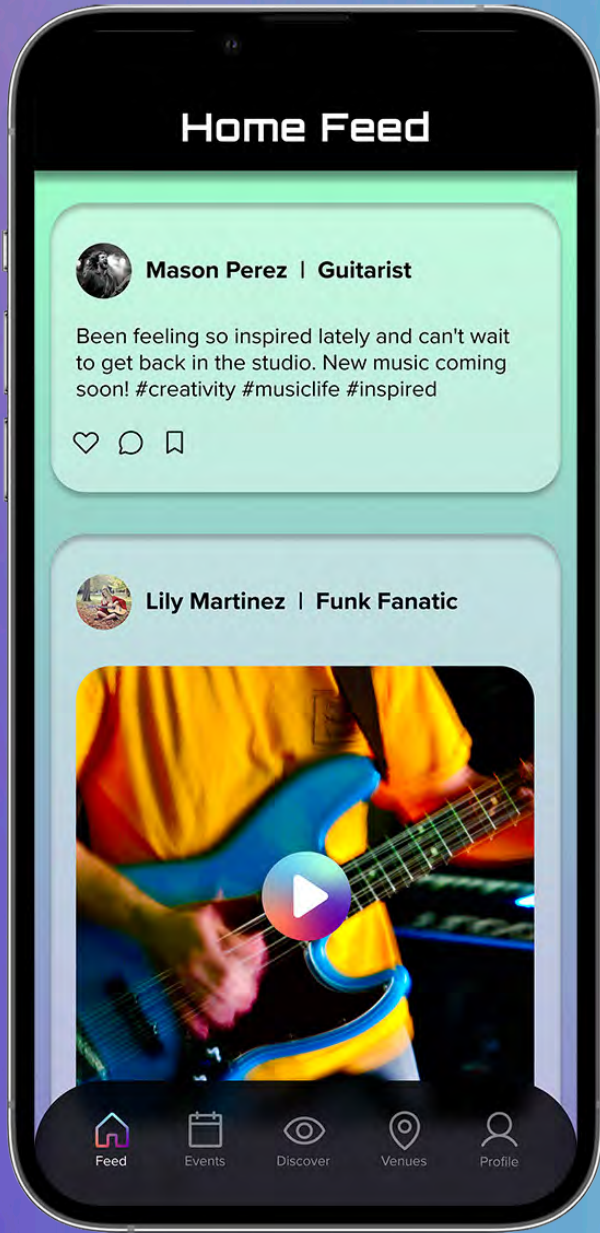 Home Feed
Mason Perez | Guitarist
Been feeling so inspired lately and can't wait
to get back in the studio. New music coming
soon! #creativity #musiclife #inspired
Lily Martinez | Funk Fanatic
Feed
Events
Discover
Venues
Profile